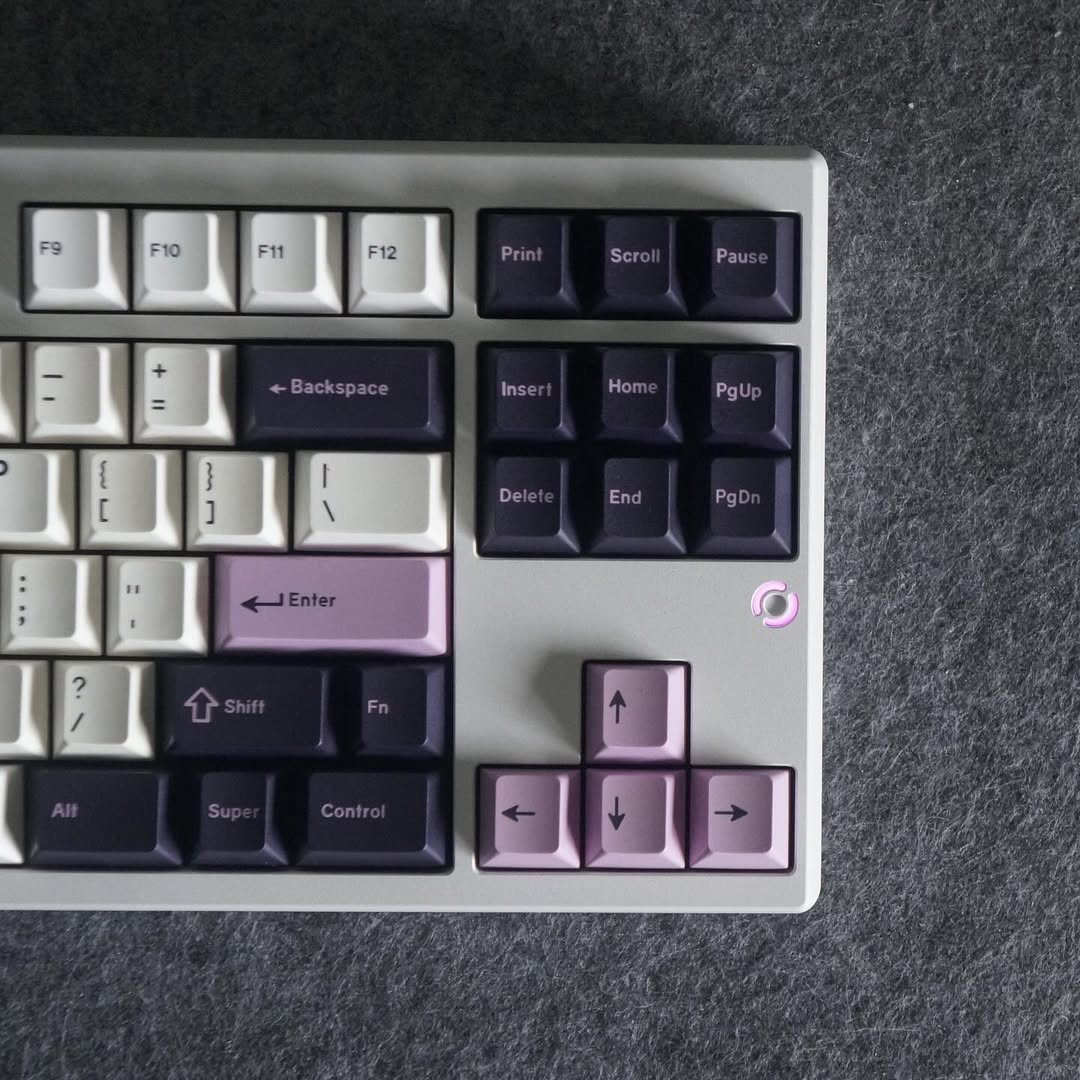 F9 F10 F11 F12 Print Scroll Pause
— - + = ← Backspace Insert Home PgUp
P { [ } ] | \ Delete End PgDn
: ; " ' ↵ Enter
? / ⇧ Shift Fn ↑
Alt Super Control ← ↓ →